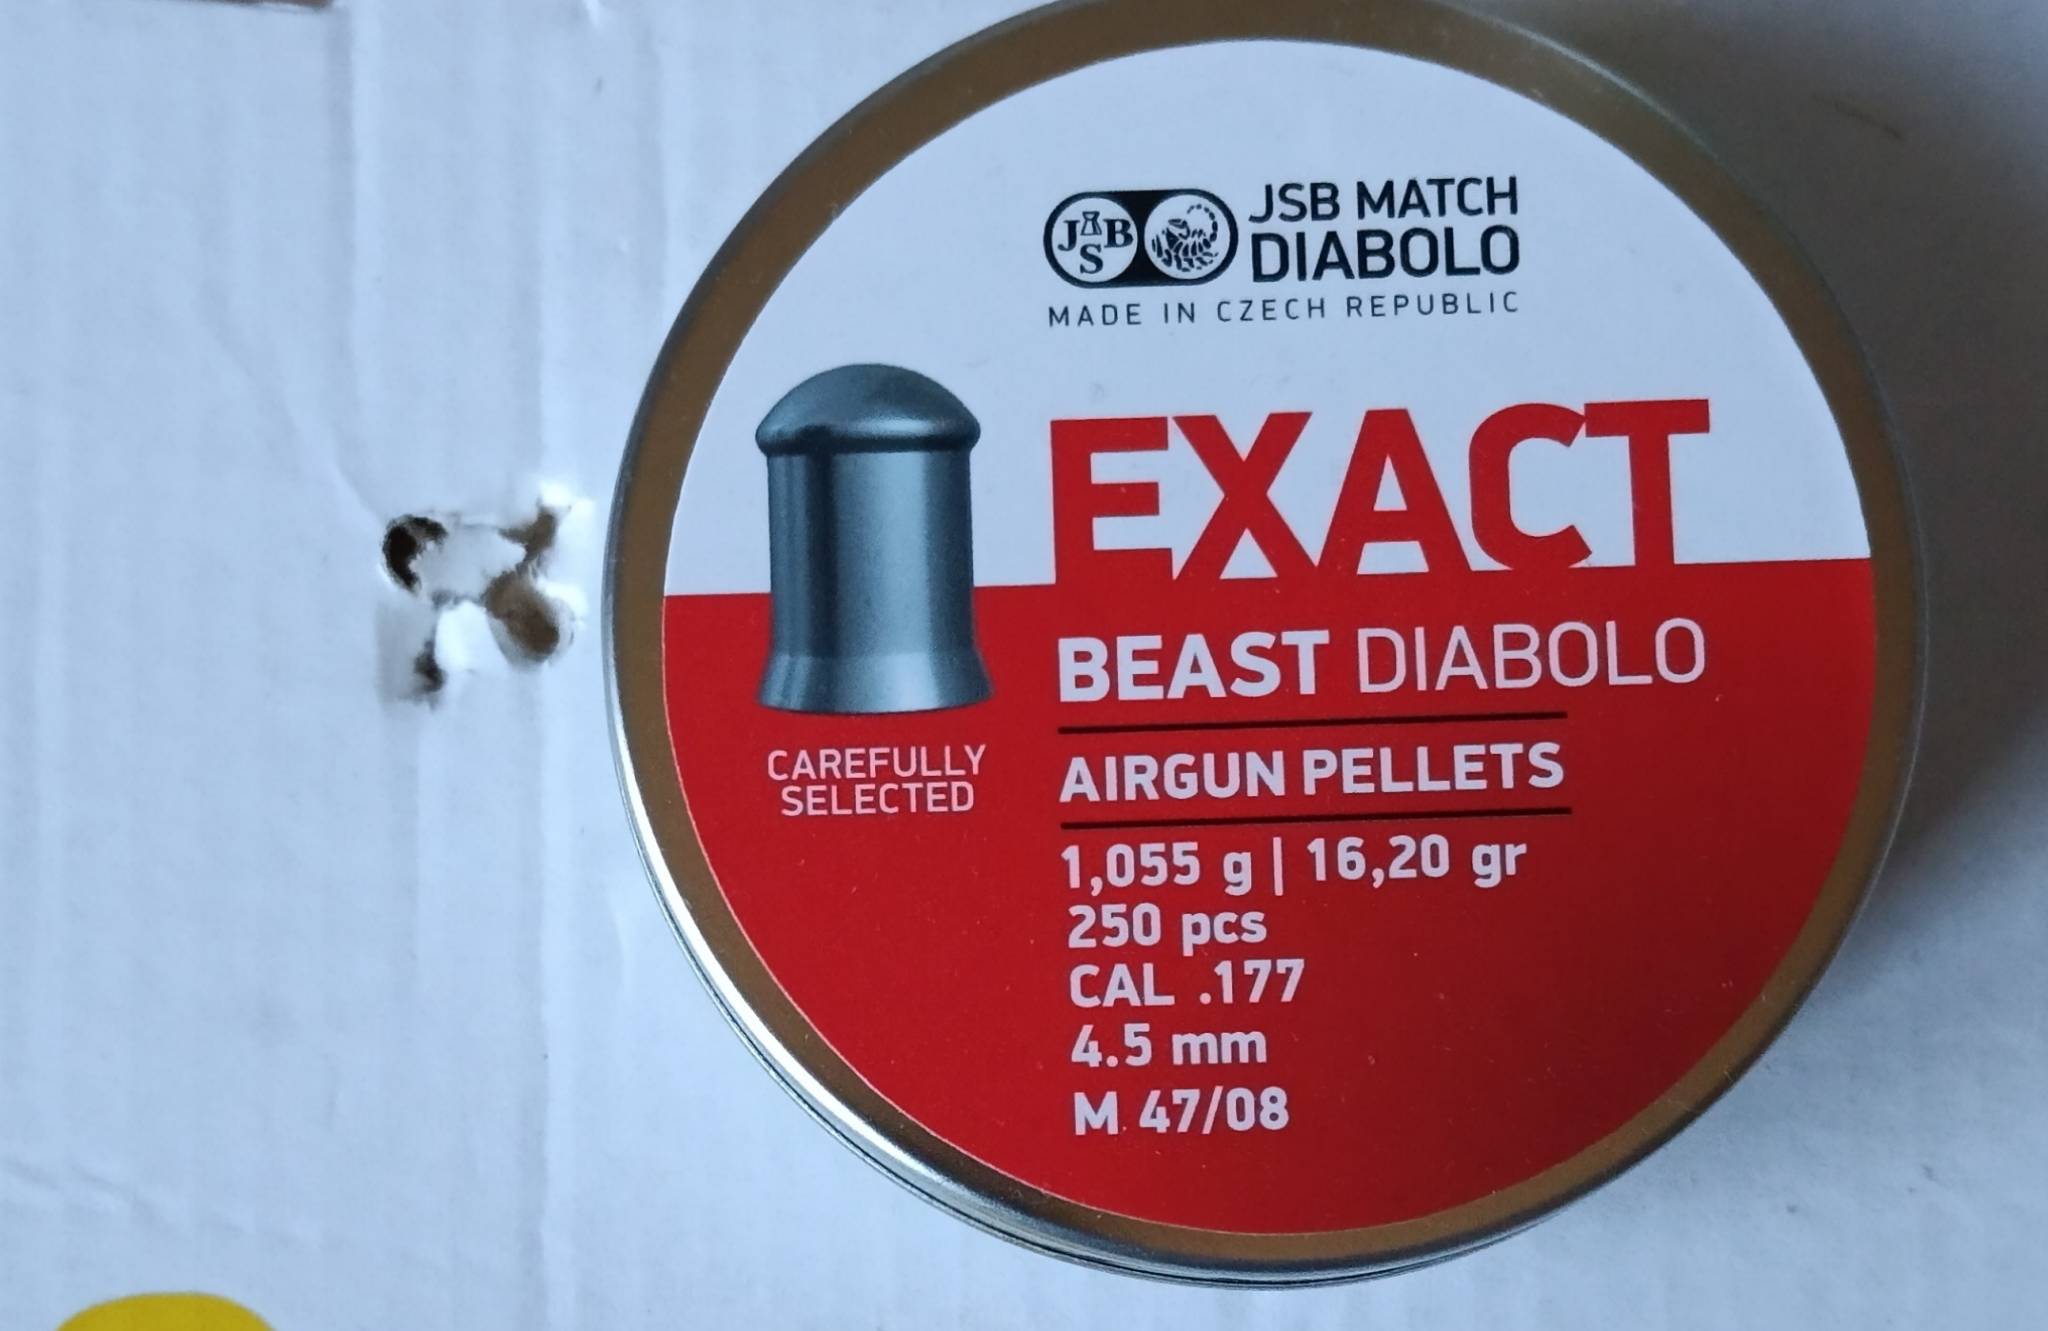 JSB
JSB MATCH
DIABOLO
MADE IN CZECH REPUBLIC
EXACT
BEAST DIABOLO
CAREFULLY
SELECTED
AIRGUN PELLETS
1,055 g | 16,20 gr
250 pcs
CAL .177
4.5 mm
M 47/08